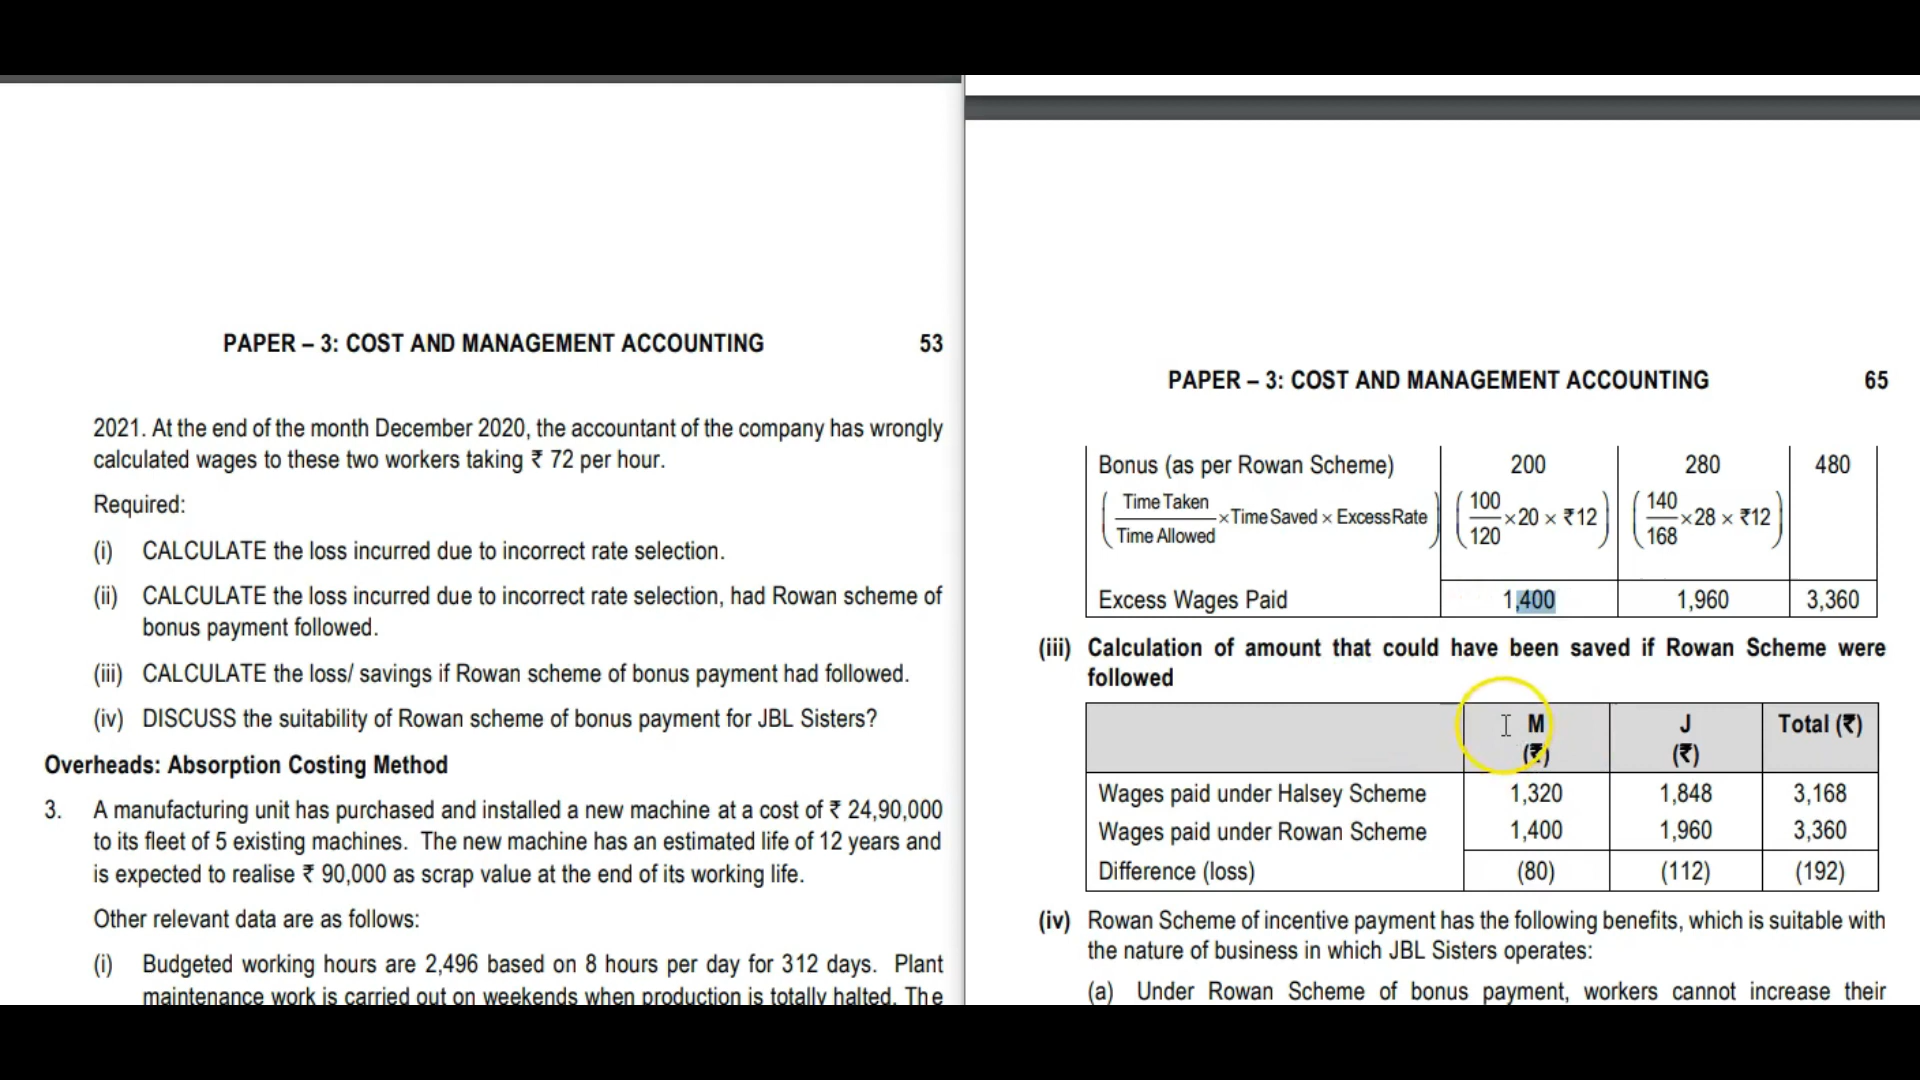 PAPER – 3: COST AND MANAGEMENT ACCOUNTING 53
2021. At the end of the month December 2020, the accountant of the company has wrongly
calculated wages to these two workers taking ₹ 72 per hour.
Required:
(i) CALCULATE the loss incurred due to incorrect rate selection.
(ii) CALCULATE the loss incurred due to incorrect rate selection, had Rowan scheme of
bonus payment followed.
(iii) CALCULATE the loss/ savings if Rowan scheme of bonus payment had followed.
(iv) DISCUSS the suitability of Rowan scheme of bonus payment for JBL Sisters?
Overheads: Absorption Costing Method
3. A manufacturing unit has purchased and installed a new machine at a cost of ₹ 24,90,000
to its fleet of 5 existing machines. The new machine has an estimated life of 12 years and
is expected to realise ₹ 90,000 as scrap value at the end of its working life.
Other relevant data are as follows:
(i) Budgeted working hours are 2,496 based on 8 hours per day for 312 days. Plant
maintenance work is carried out on weekends when production is totally halted. The
PAPER – 3: COST AND MANAGEMENT ACCOUNTING 65
Bonus (as per Rowan Scheme) 200 280 480
(Time Taken/Time Allowed × Time Saved × Excess Rate) (100/120 ×20 × ₹12) (140/168 ×28 × ₹12)
Excess Wages Paid 1,400 1,960 3,360
(iii) Calculation of amount that could have been saved if Rowan Scheme were
followed
M J Total (₹)
(₹) (₹)
Wages paid under Halsey Scheme 1,320 1,848 3,168
Wages paid under Rowan Scheme 1,400 1,960 3,360
Difference (loss) (80) (112) (192)
(iv) Rowan Scheme of incentive payment has the following benefits, which is suitable with
the nature of business in which JBL Sisters operates:
(a) Under Rowan Scheme of bonus payment, workers cannot increase their